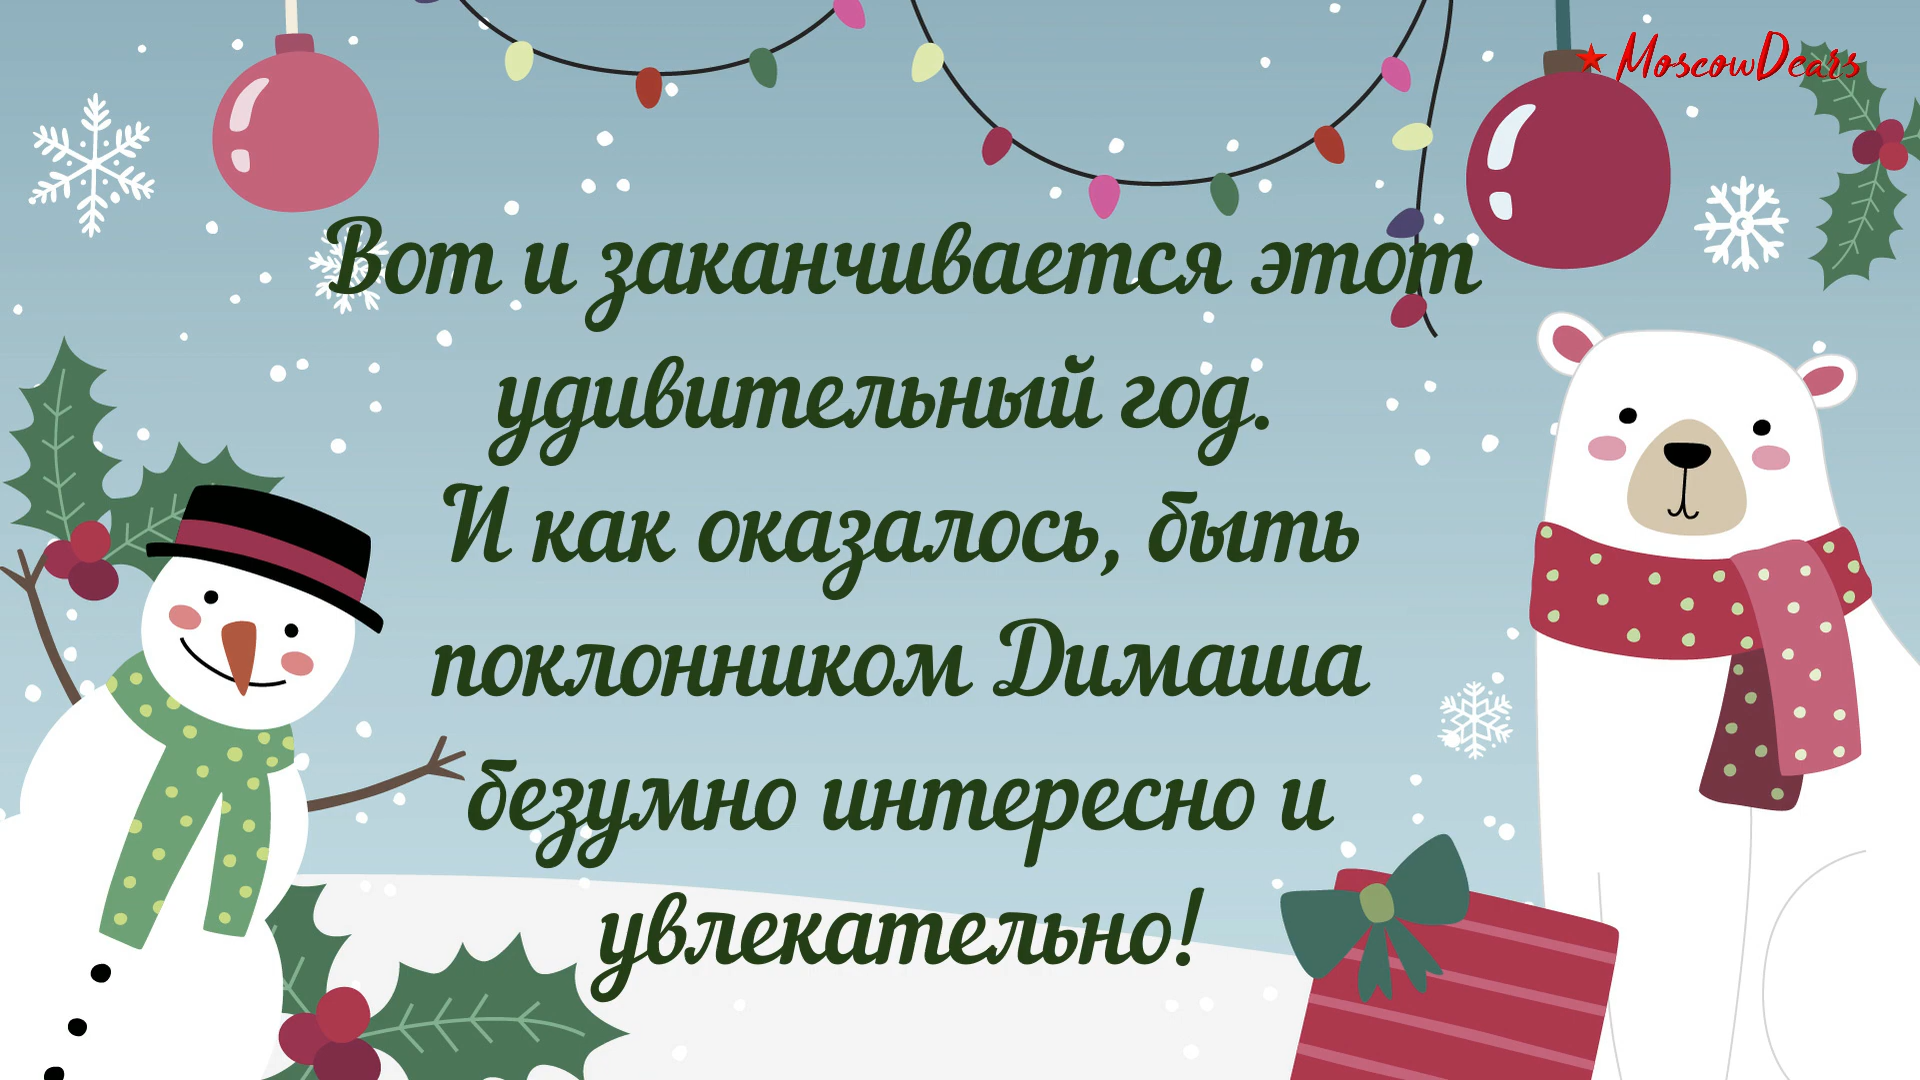 ★ MoscowDears
Вот и заканчивается этот
удивительный год.
И как оказалось, быть
поклонником Димаша
безумно интересно и
увлекательно!